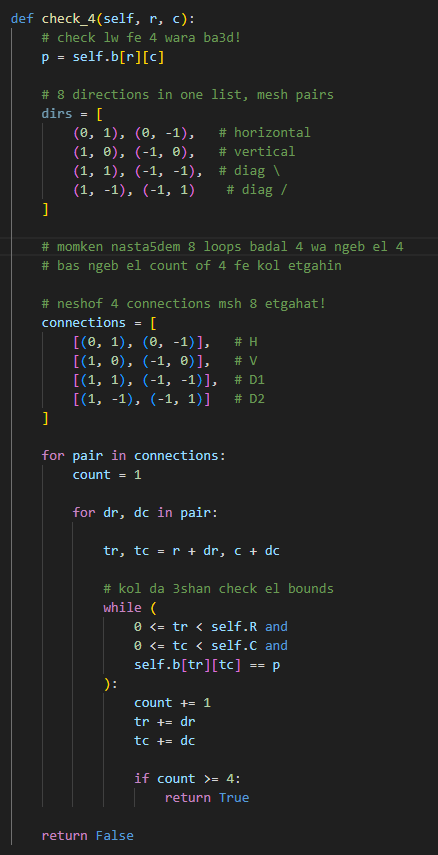 def check_4(self, r, c):
    # check lw fe 4 wara ba3d!
    p = self.b[r][c]

    # 8 directions in one list, mesh pairs
    dirs = [
        (0, 1), (0, -1),   # horizontal
        (1, 0), (-1, 0),   # vertical
        (1, 1), (-1, -1),  # diag \
        (1, -1), (-1, 1)    # diag /
    ]

    # momken nasta5dem 8 loops badal 4 wa ngeb el 4
    # bas ngeb el count of 4 fe kol etgahin

    # neshof 4 connections msh 8 etgahat!
    connections = [
        [(0, 1), (0, -1)],   # H
        [(1, 0), (-1, 0)],   # V
        [(1, 1), (-1, -1)],  # D1
        [(1, -1), (-1, 1)]   # D2
    ]

    for pair in connections:
        count = 1

        for dr, dc in pair:

            tr, tc = r + dr, c + dc

            # kol da 3shan check el bounds
            while (
                0 <= tr < self.R and
                0 <= tc < self.C and
                self.b[tr][tc] == p
            ):
                count += 1
                tr += dr
                tc += dc

                if count >= 4:
                    return True

    return False